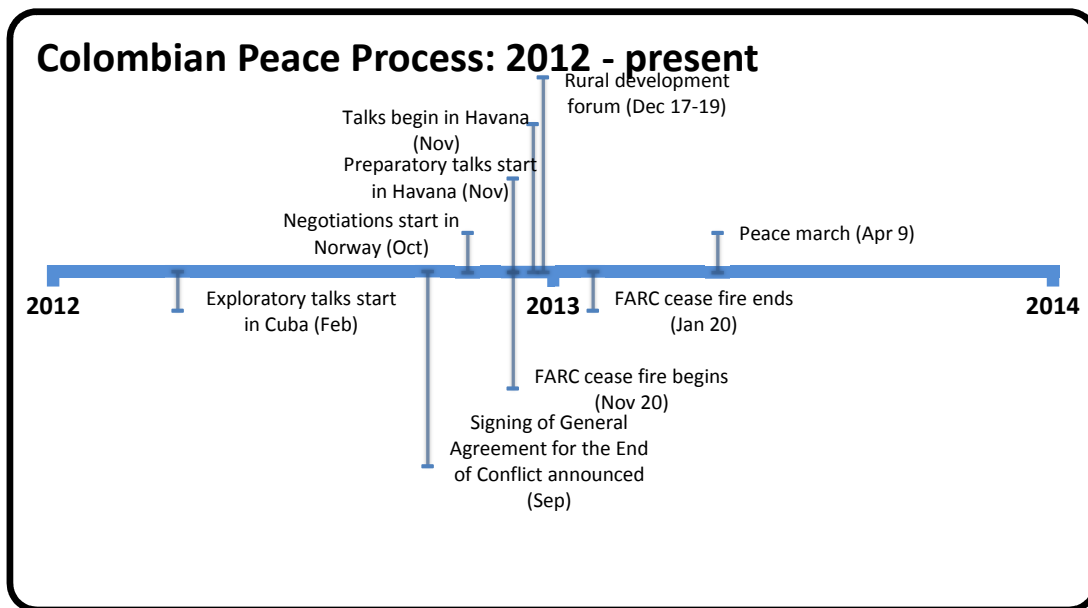 Colombian Peace Process: 2012 - present
Rural development
forum (Dec 17-19)
Talks begin in Havana
(Nov)
Preparatory talks start
in Havana (Nov)
Negotiations start in
Norway (Oct)
Peace march (Apr 9)
2012
2013
2014
Exploratory talks start
in Cuba (Feb)
FARC cease fire ends
(Jan 20)
FARC cease fire begins
(Nov 20)
Signing of General
Agreement for the End
of Conflict announced
(Sep)